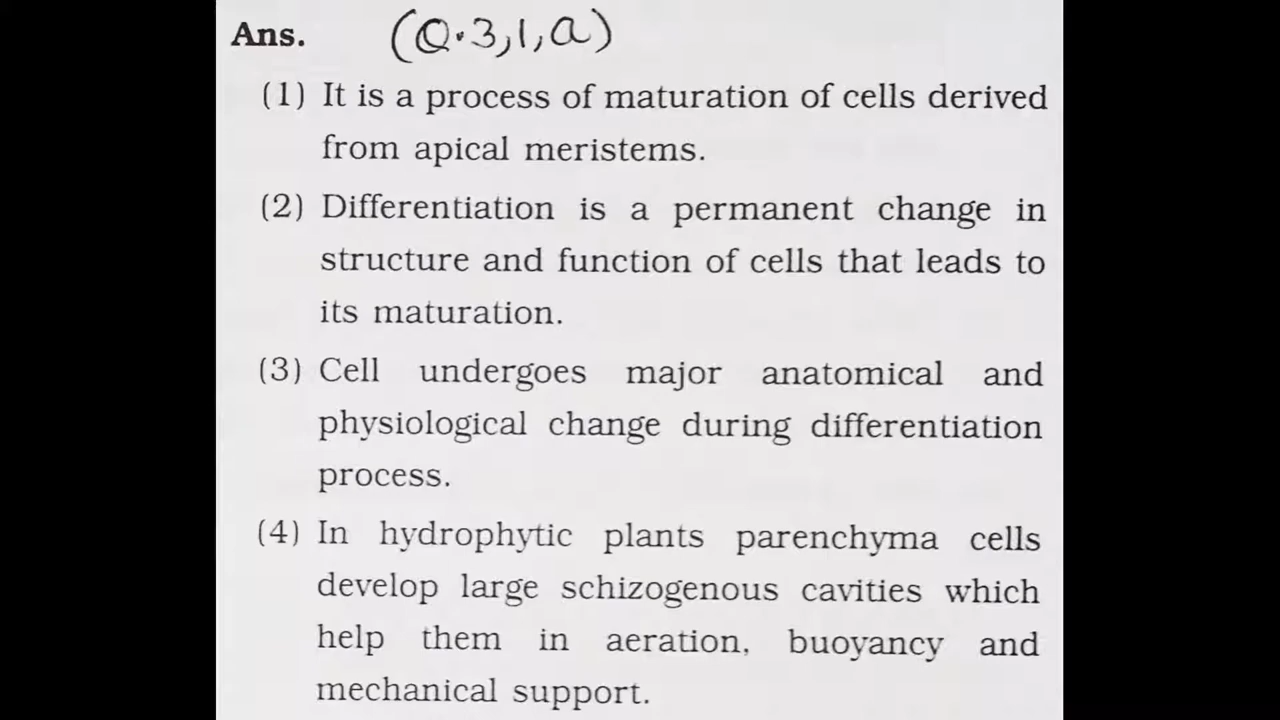 Ans. (Q.3,1,a)
(1) It is a process of maturation of cells derived
from apical meristems.
(2) Differentiation is a permanent change in
structure and function of cells that leads to
its maturation.
(3) Cell undergoes major anatomical and
physiological change during differentiation
process.
(4) In hydrophytic plants parenchyma cells
develop large schizogenous cavities which
help them in aeration, buoyancy and
mechanical support.